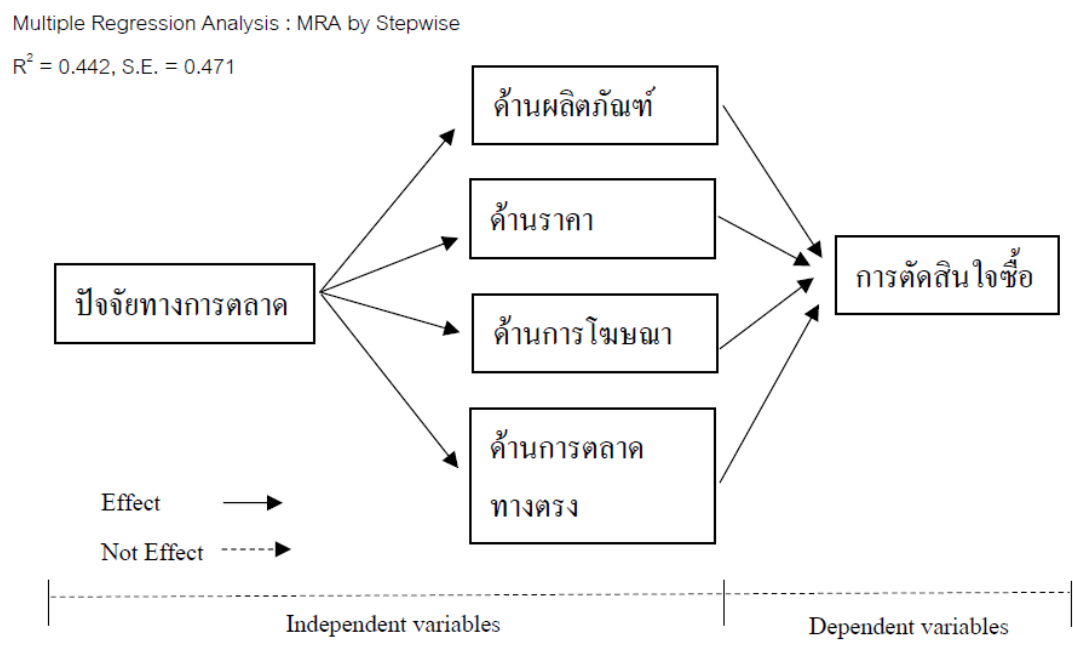 Multiple Regression Analysis : MRA by Stepwise
R² = 0.442, S.E. = 0.471
ด้านผลิตภัณฑ์
ด้านราคา
ปัจจัยทางการตลาด
ด้านการโฆษณา
การตัดสินใจซื้อ
ด้านการตลาด
ทางตรง
Effect
Not Effect
Independent variables
Dependent variables